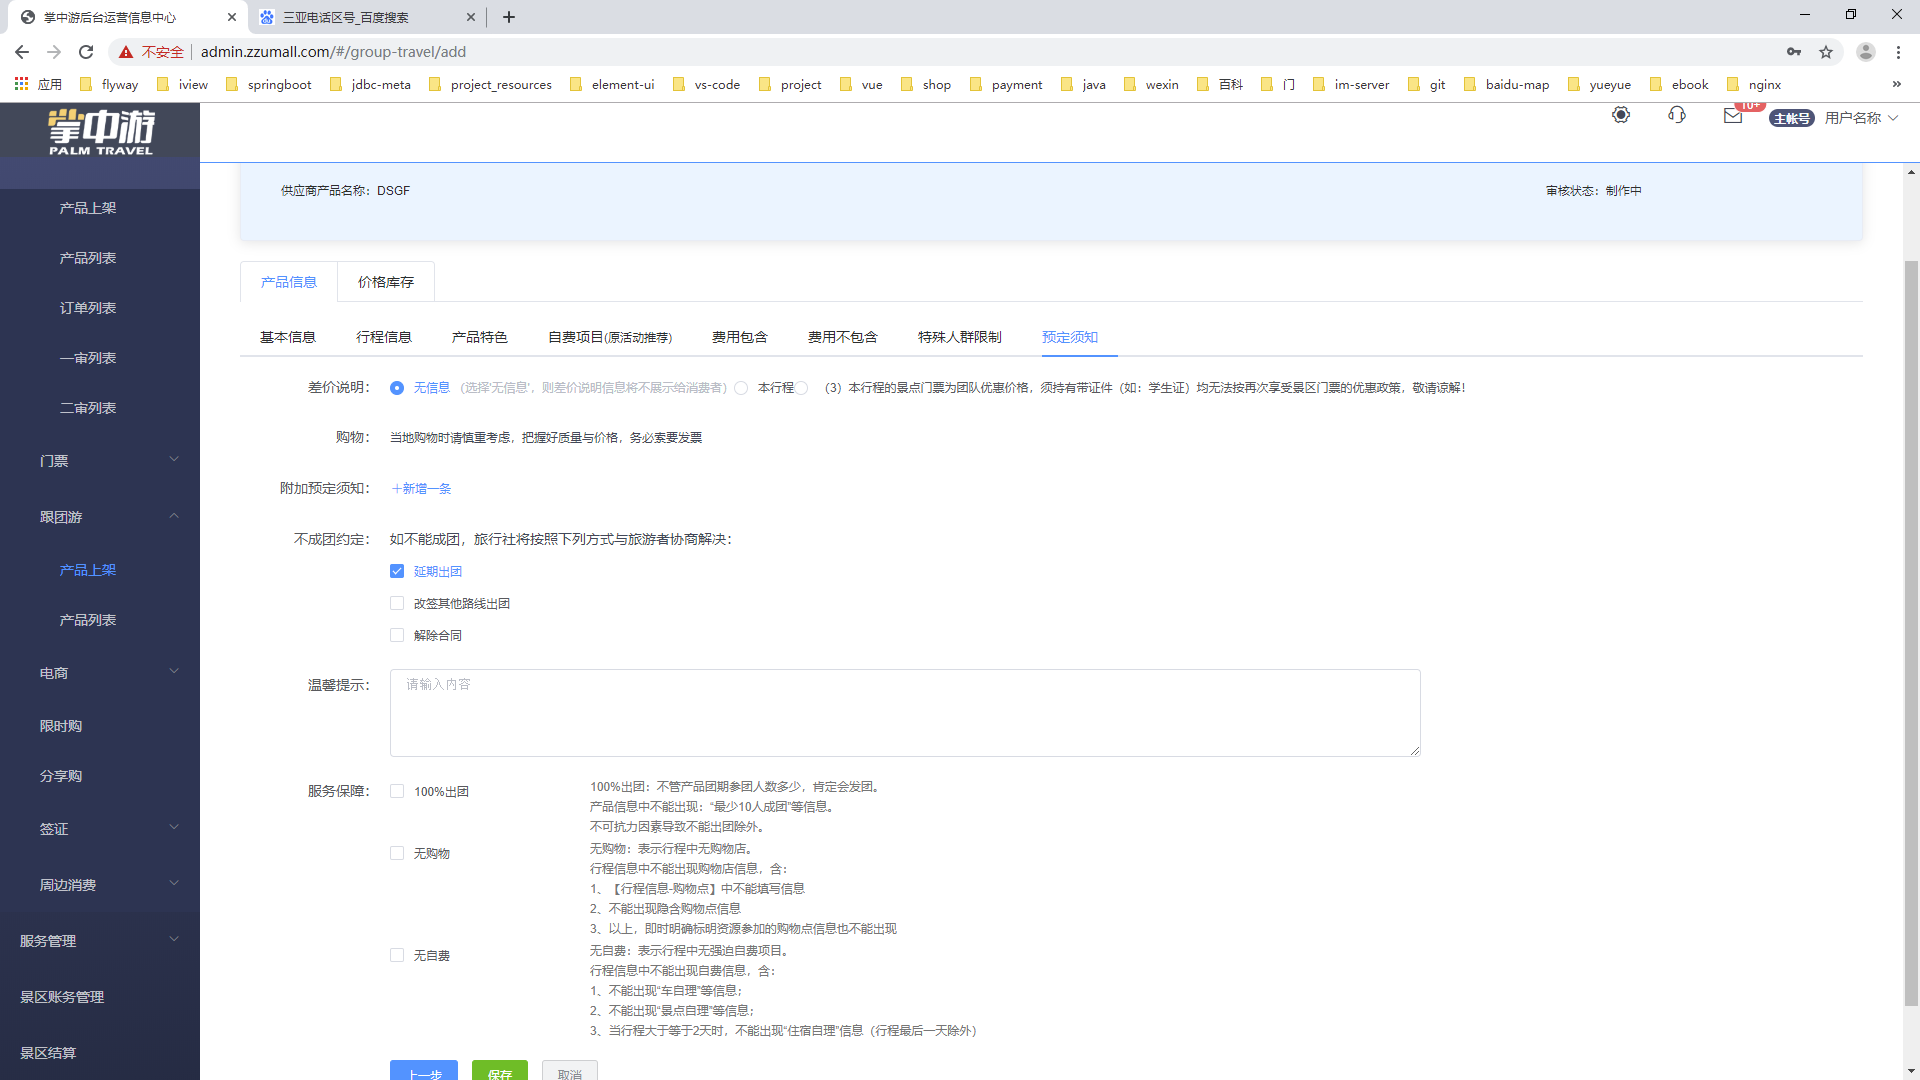 掌中游后台运营信息中心
三亚电话区号_百度搜索
不安全
admin.zzumall.com/#/group-travel/add
应用
flyway
iview
springboot
jdbc-meta
project_resources
element-ui
vs-code
project
vue
shop
payment
java
wexin
百科
门
im-server
git
baidu-map
yueyue
ebook
nginx
»
掌中游
PALM TRAVEL
10+
主帐号
用户名称
产品上架
产品列表
订单列表
一审列表
二审列表
门票
跟团游
产品上架
产品列表
电商
限时购
分享购
签证
周边消费
服务管理
景区账务管理
景区结算
供应商产品名称：DSGF
审核状态：制作中
产品信息
价格库存
基本信息
行程信息
产品特色
自费项目(原活动推荐)
费用包含
费用不包含
特殊人群限制
预定须知
差价说明：
无信息
（选择'无信息'，则差价说明信息将不展示给消费者）
本行程
（3）本行程的景点门票为团队优惠价格，须持有带证件（如：学生证）均无法按再次享受景区门票的优惠政策，敬请谅解！
购物：
当地购物时请慎重考虑，把握好质量与价格，务必索要发票
附加预定须知：
+新增一条
不成团约定：
如不能成团，旅行社将按照下列方式与旅游者协商解决：
延期出团
改签其他路线出团
解除合同
温馨提示：
请输入内容
服务保障：
100%出团
100%出团：不管产品团期参团人数多少，肯定会发团。
产品信息中不能出现：“最少10人成团”等信息。
不可抗力因素导致不能出团除外。
无购物
无购物：表示行程中无购物店。
行程信息中不能出现购物店信息，含：
1、【行程信息-购物点】中不能填写信息
2、不能出现隐含购物点信息
3、以上，即时明确标明资源参加的购物点信息也不能出现
无自费
无自费：表示行程中无强迫自费项目。
行程信息中不能出现自费信息，含：
1、不能出现“车自理”等信息；
2、不能出现“景点自理”等信息；
3、当行程大于等于2天时，不能出现“住宿自理”信息（行程最后一天除外）
上一步
保存
取消